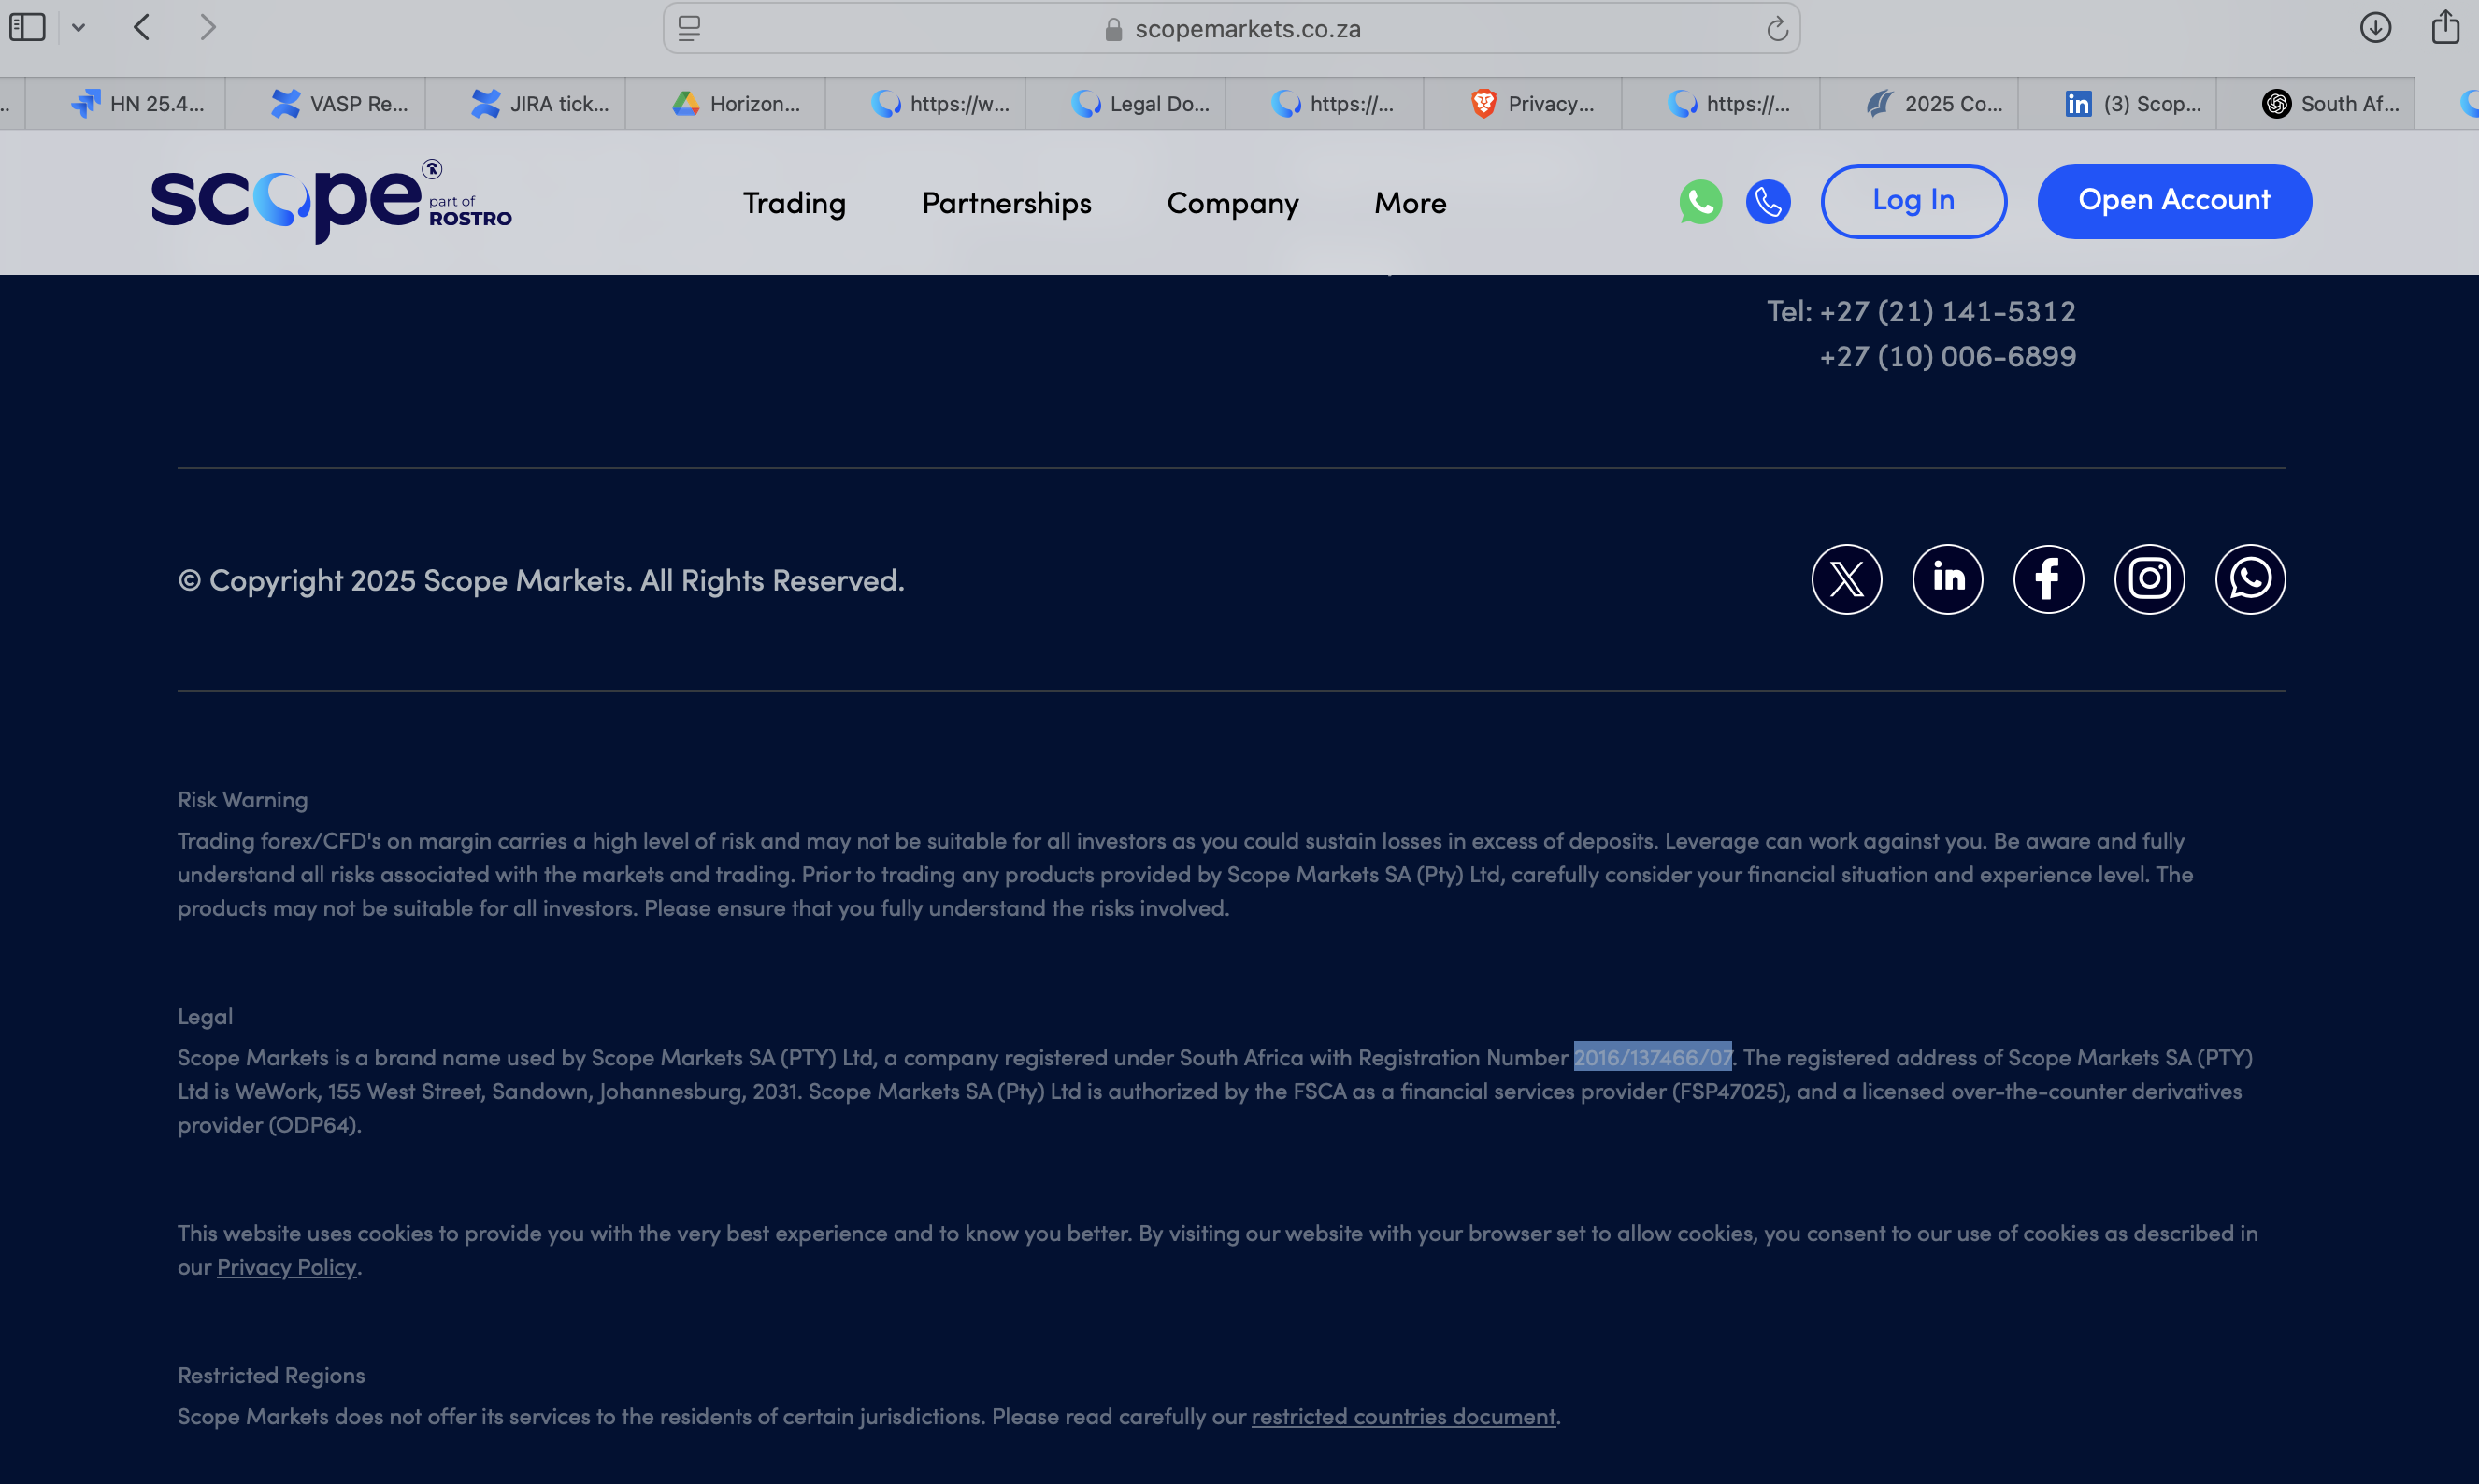 scopemarkets.co.za
HN 25.4... VASP Re... JIRA tick... Horizon... https://w... Legal Do... https://... Privacy... https://... 2025 Co... (3) Scop... South Af...
scope part of ROSTRO Trading Partnerships Company More Log In Open Account
Tel: +27 (21) 141-5312
+27 (10) 006-6899
© Copyright 2025 Scope Markets. All Rights Reserved.
Risk Warning
Trading forex/CFD's on margin carries a high level of risk and may not be suitable for all investors as you could sustain losses in excess of deposits. Leverage can work against you. Be aware and fully
understand all risks associated with the markets and trading. Prior to trading any products provided by Scope Markets SA (Pty) Ltd, carefully consider your financial situation and experience level. The
products may not be suitable for all investors. Please ensure that you fully understand the risks involved.
Legal
Scope Markets is a brand name used by Scope Markets SA (PTY) Ltd, a company registered under South Africa with Registration Number 2016/137466/07. The registered address of Scope Markets SA (PTY)
Ltd is WeWork, 155 West Street, Sandown, Johannesburg, 2031. Scope Markets SA (Pty) Ltd is authorized by the FSCA as a financial services provider (FSP47025), and a licensed over-the-counter derivatives
provider (ODP64).
This website uses cookies to provide you with the very best experience and to know you better. By visiting our website with your browser set to allow cookies, you consent to our use of cookies as described in
our Privacy Policy.
Restricted Regions
Scope Markets does not offer its services to the residents of certain jurisdictions. Please read carefully our restricted countries document.